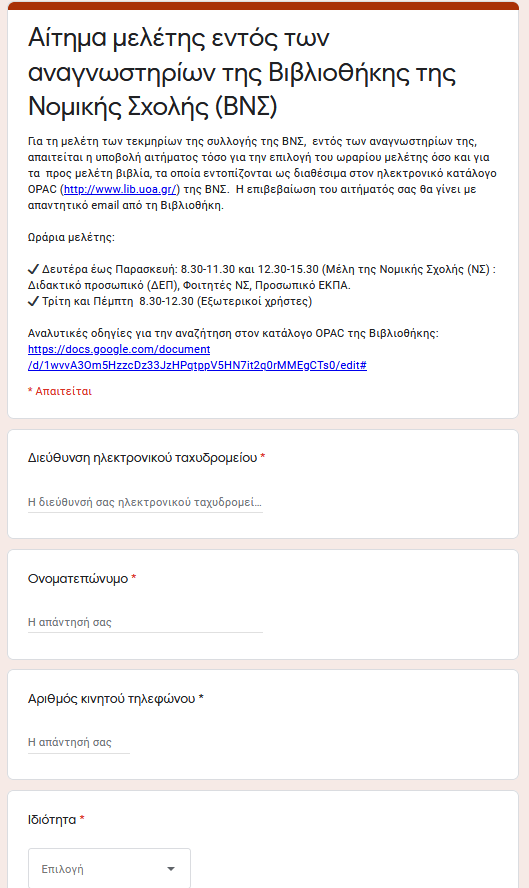 Αίτημα μελέτης εντός των
αναγνωστηρίων της Βιβλιοθήκης της
Νομικής Σχολής (ΒΝΣ)
Για τη μελέτη των τεκμηρίων της συλλογής της ΒΝΣ, εντός των αναγνωστηρίων της,
απαιτείται η υποβολή αιτήματος τόσο για την επιλογή του ωραρίου μελέτης όσο και για
τα προς μελέτη βιβλία, τα οποία εντοπίζονται ως διαθέσιμα στον ηλεκτρονικό κατάλογο
OPAC (http://www.lib.uoa.gr/) της ΒΝΣ. Η επιβεβαίωση του αιτήματός σας θα γίνει με
απαντητικό email από τη Βιβλιοθήκη.
Ωράρια μελέτης:
✓ Δευτέρα έως Παρασκευή: 8.30-11.30 και 12.30-15.30 (Μέλη της Νομικής Σχολής (ΝΣ) :
Διδακτικό προσωπικό (ΔΕΠ), Φοιτητές ΝΣ, Προσωπικό ΕΚΠΑ.
✓ Τρίτη και Πέμπτη 8.30-12.30 (Εξωτερικοί χρήστες)
Αναλυτικές οδηγίες για την αναζήτηση στον κατάλογο OPAC της Βιβλιοθήκης:
https://docs.google.com/document
/d/1wvvA3Om5HzzcDz33JzHPqtppV5HN7it2q0rMMEgCTs0/edit#
* Απαιτείται
Διεύθυνση ηλεκτρονικού ταχυδρομείου *
Η διεύθυνσή σας ηλεκτρονικού ταχυδρομεί...
Ονοματεπώνυμο *
Η απάντησή σας
Αριθμός κινητού τηλεφώνου *
Η απάντησή σας
Ιδιότητα *
Επιλογή